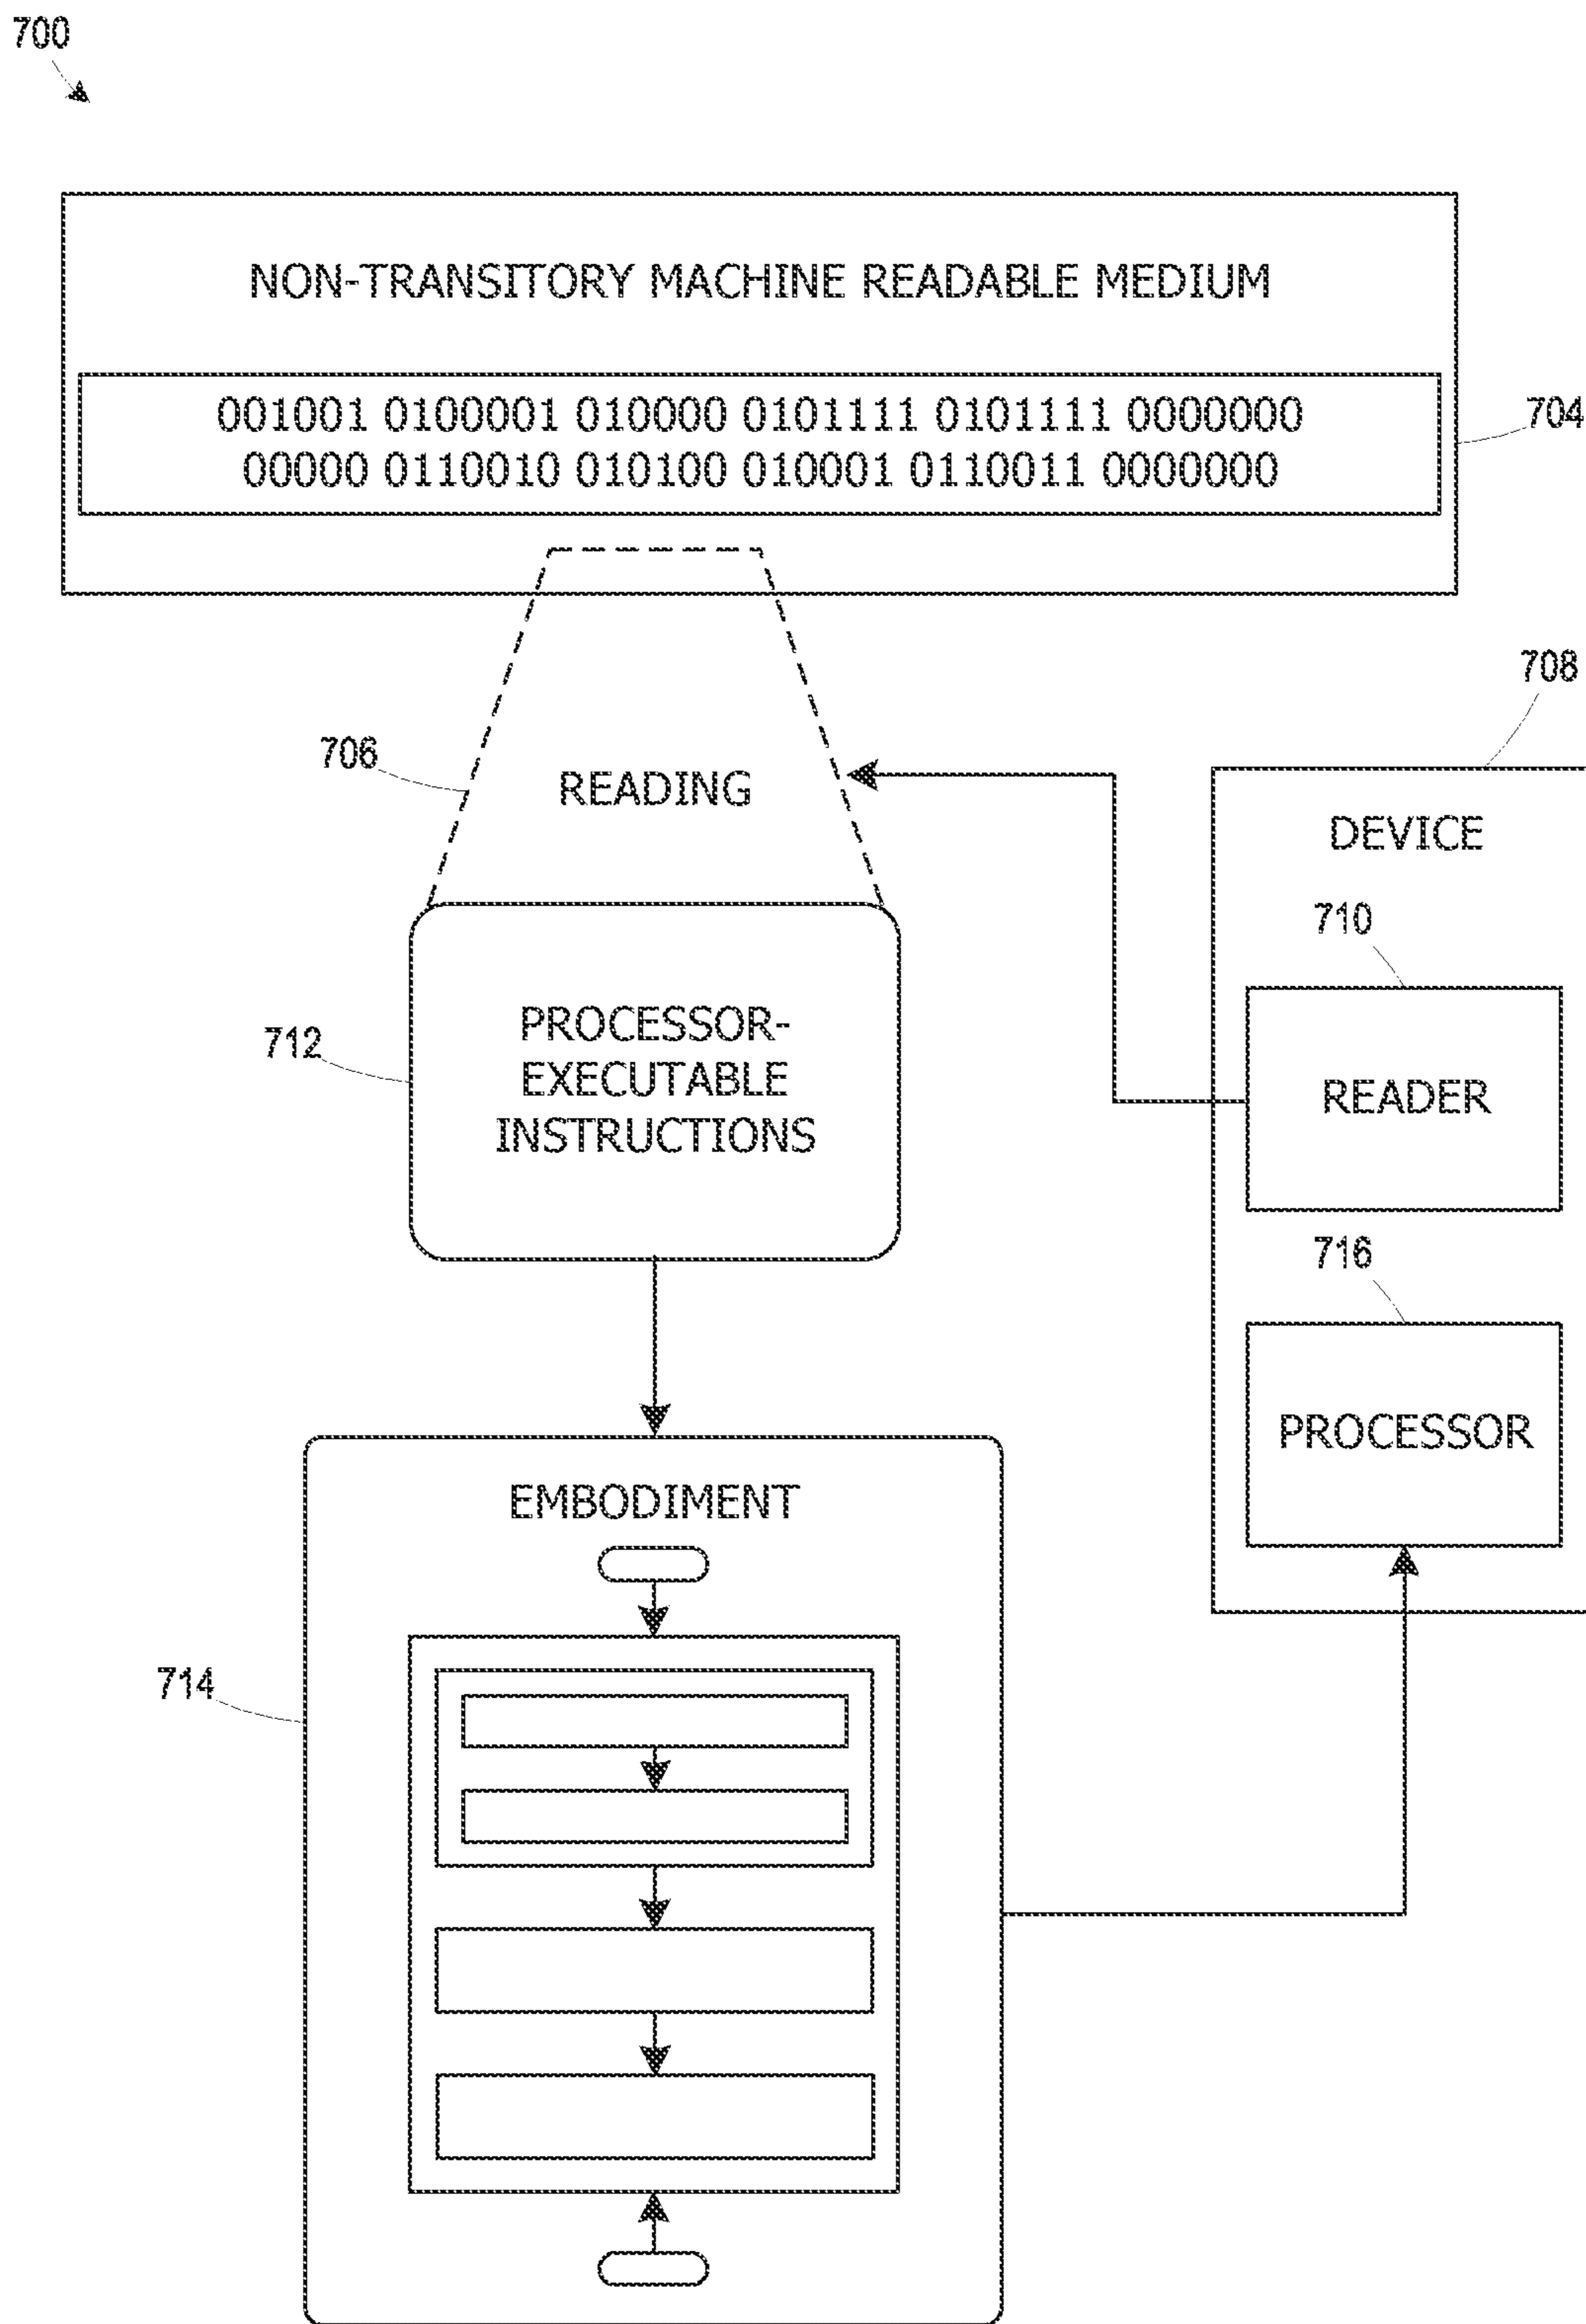 700
NON-TRANSITORY MACHINE READABLE MEDIUM
001001 0100001 010000 0101111 0101111 0000000
00000 0110010 010100 010001 0110011 0000000
704
708
706
READING
DEVICE
710
712
PROCESSOR-
EXECUTABLE
INSTRUCTIONS
READER
716
PROCESSOR
EMBODIMENT
714